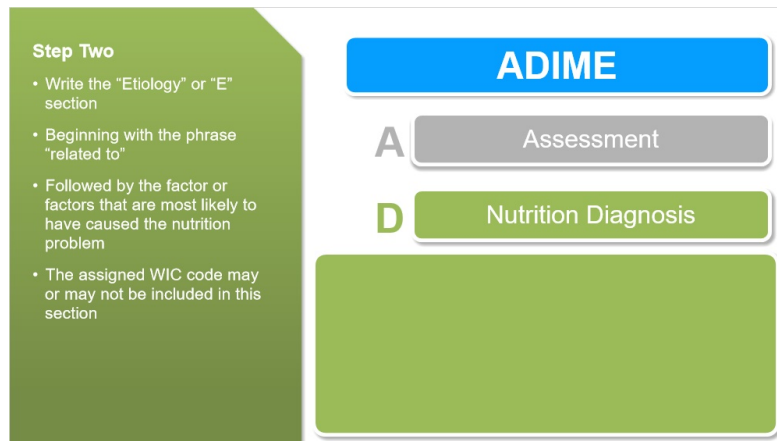 Step Two
• Write the “Etiology” or “E”
section
• Beginning with the phrase
“related to”
• Followed by the factor or
factors that are most likely to
have caused the nutrition
problem
• The assigned WIC code may
or may not be included in this
section
ADIME
A Assessment
D Nutrition Diagnosis